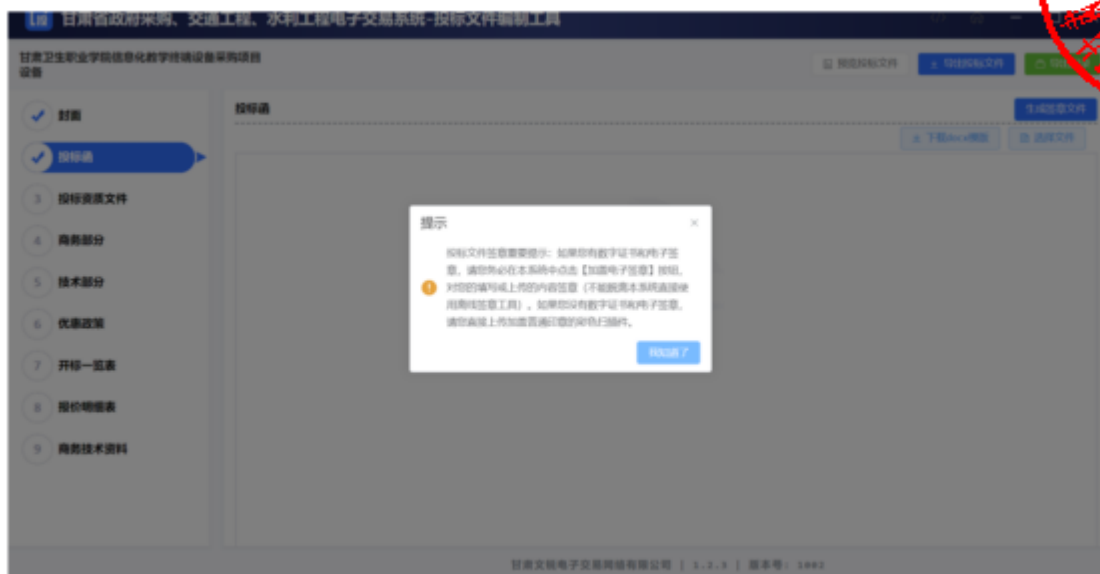 甘肃省政府采购、交通工程、水利工程电子交易系统-投标文件编制工具
甘肃卫生职业学院信息化教学终端设备采购项目
设备
预览投标文件
导出投标文件
封面
投标函
生成签章文件
下载docx模版
选择文件
投标函
3 投标资质文件
4 商务部分
5 技术部分
6 优惠政策
7 开标一览表
8 报价明细表
9 商务技术资料
提示
投标文件签章重要提示：如果您有数字证书和电子签
章，请您务必在本系统中点击【加盖电子签章】按钮，
对您的填写或上传的内容签章（不能脱离本系统直接使
用离线签章工具）。如果您没有数字证书和电子签章，
请您直接上传加盖普通印章的彩色扫描件。
我知道了
甘肃文锐电子交易网络有限公司 | 1.2.3 | 版本号: 1002